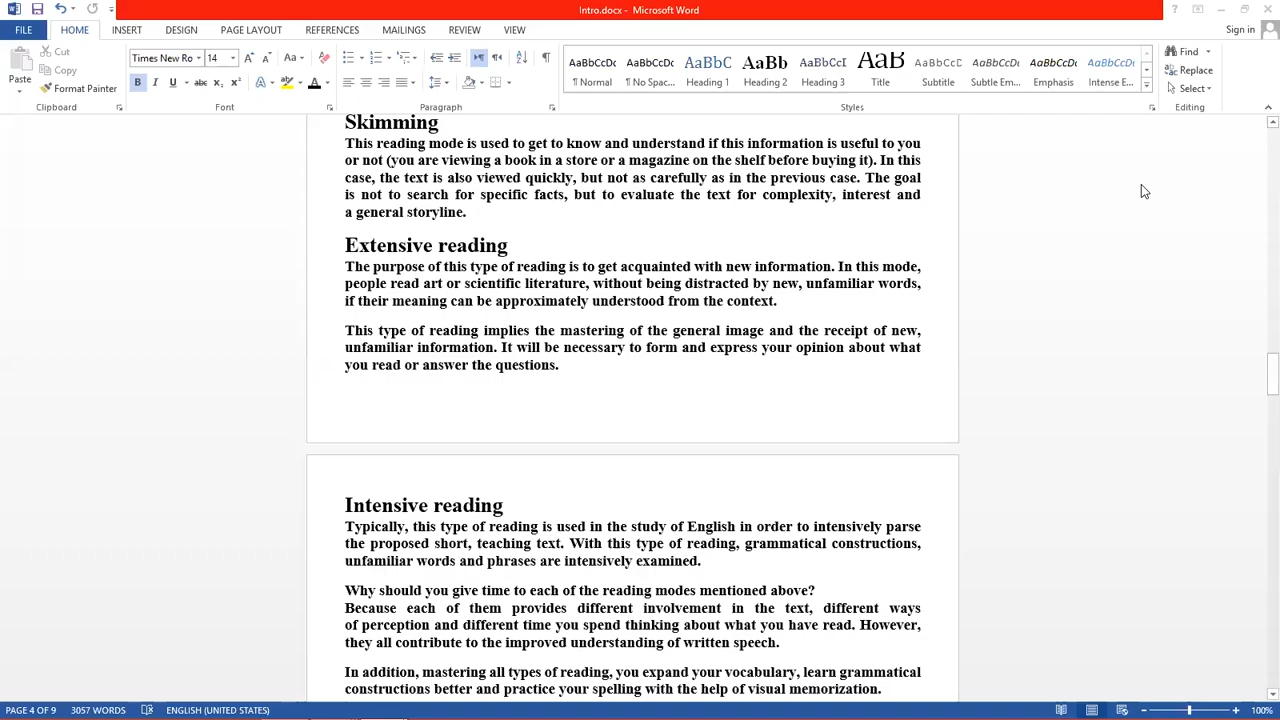 Intro.docx - Microsoft Word
Sign in
FILE HOME INSERT DESIGN PAGE LAYOUT REFERENCES MAILINGS REVIEW VIEW
Paste
Cut
Copy
Format Painter
Clipboard
Times New Ro 14
Font
Paragraph
AaBbCcDc AaBbCcDc AaBbC AaBb AaBbCcI AaB AaBbCcDc AaBbCcDc AaBbCcDc AaBbCcDc
¶ Normal ¶ No Spac... Heading 1 Heading 2 Heading 3 Title Subtitle Subtle Em... Emphasis Intense E...
Styles
Find
Replace
Select
Editing
Skimming
This reading mode is used to get to know and understand if this information is useful to you
or not (you are viewing a book in a store or a magazine on the shelf before buying it). In this
case, the text is also viewed quickly, but not as carefully as in the previous case. The goal
is not to search for specific facts, but to evaluate the text for complexity, interest and
a general storyline.
Extensive reading
The purpose of this type of reading is to get acquainted with new information. In this mode,
people read art or scientific literature, without being distracted by new, unfamiliar words,
if their meaning can be approximately understood from the context.
This type of reading implies the mastering of the general image and the receipt of new,
unfamiliar information. It will be necessary to form and express your opinion about what
you read or answer the questions.
Intensive reading
Typically, this type of reading is used in the study of English in order to intensively parse
the proposed short, teaching text. With this type of reading, grammatical constructions,
unfamiliar words and phrases are intensively examined.
Why should you give time to each of the reading modes mentioned above?
Because each of them provides different involvement in the text, different ways
of perception and different time you spend thinking about what you have read. However,
they all contribute to the improved understanding of written speech.
In addition, mastering all types of reading, you expand your vocabulary, learn grammatical
constructions better and practice your spelling with the help of visual memorization.
PAGE 4 OF 9 3057 WORDS ENGLISH (UNITED STATES) 100%